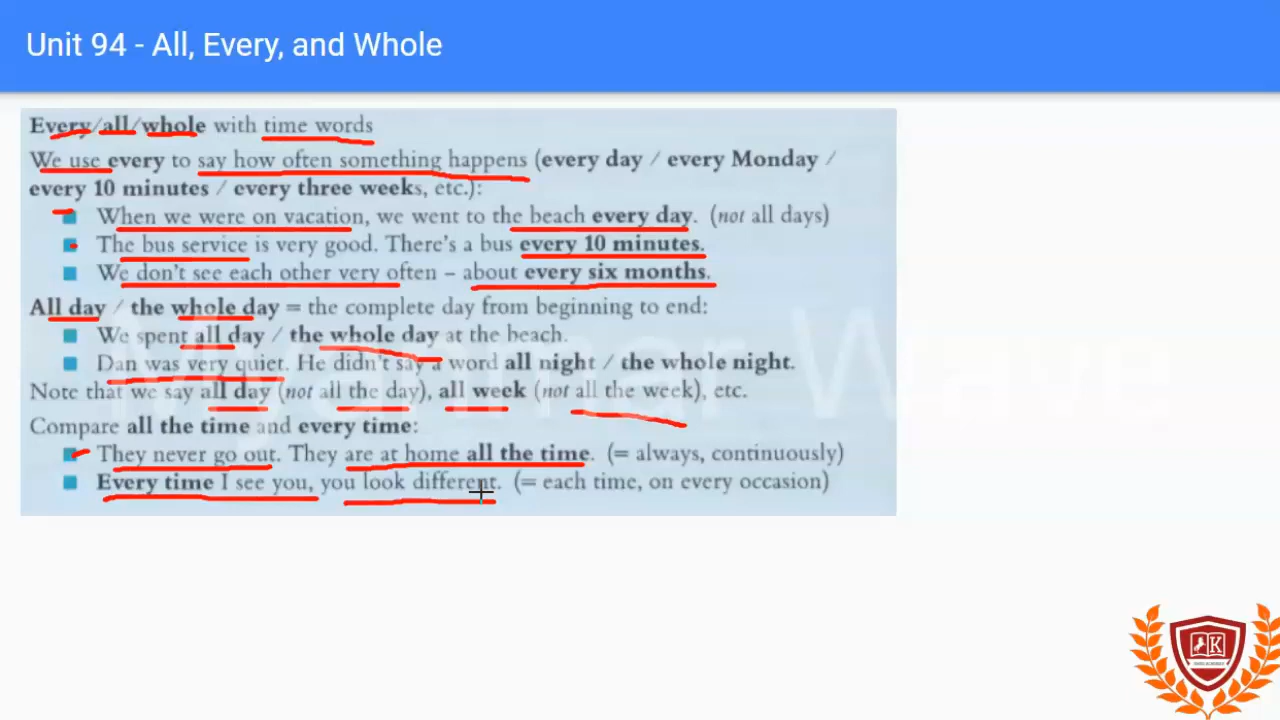 Unit 94 - All, Every, and Whole
Every/all/whole with time words
We use every to say how often something happens (every day / every Monday /
every 10 minutes / every three weeks, etc.):
When we were on vacation, we went to the beach every day. (not all days)
The bus service is very good. There's a bus every 10 minutes.
We don't see each other very often – about every six months.
All day / the whole day = the complete day from beginning to end:
We spent all day / the whole day at the beach.
Dan was very quiet. He didn't say a word all night / the whole night.
Note that we say all day (not all the day), all week (not all the week), etc.
Compare all the time and every time:
They never go out. They are at home all the time. (= always, continuously)
Every time I see you, you look different. (= each time, on every occasion)
Myanmar Wave
K